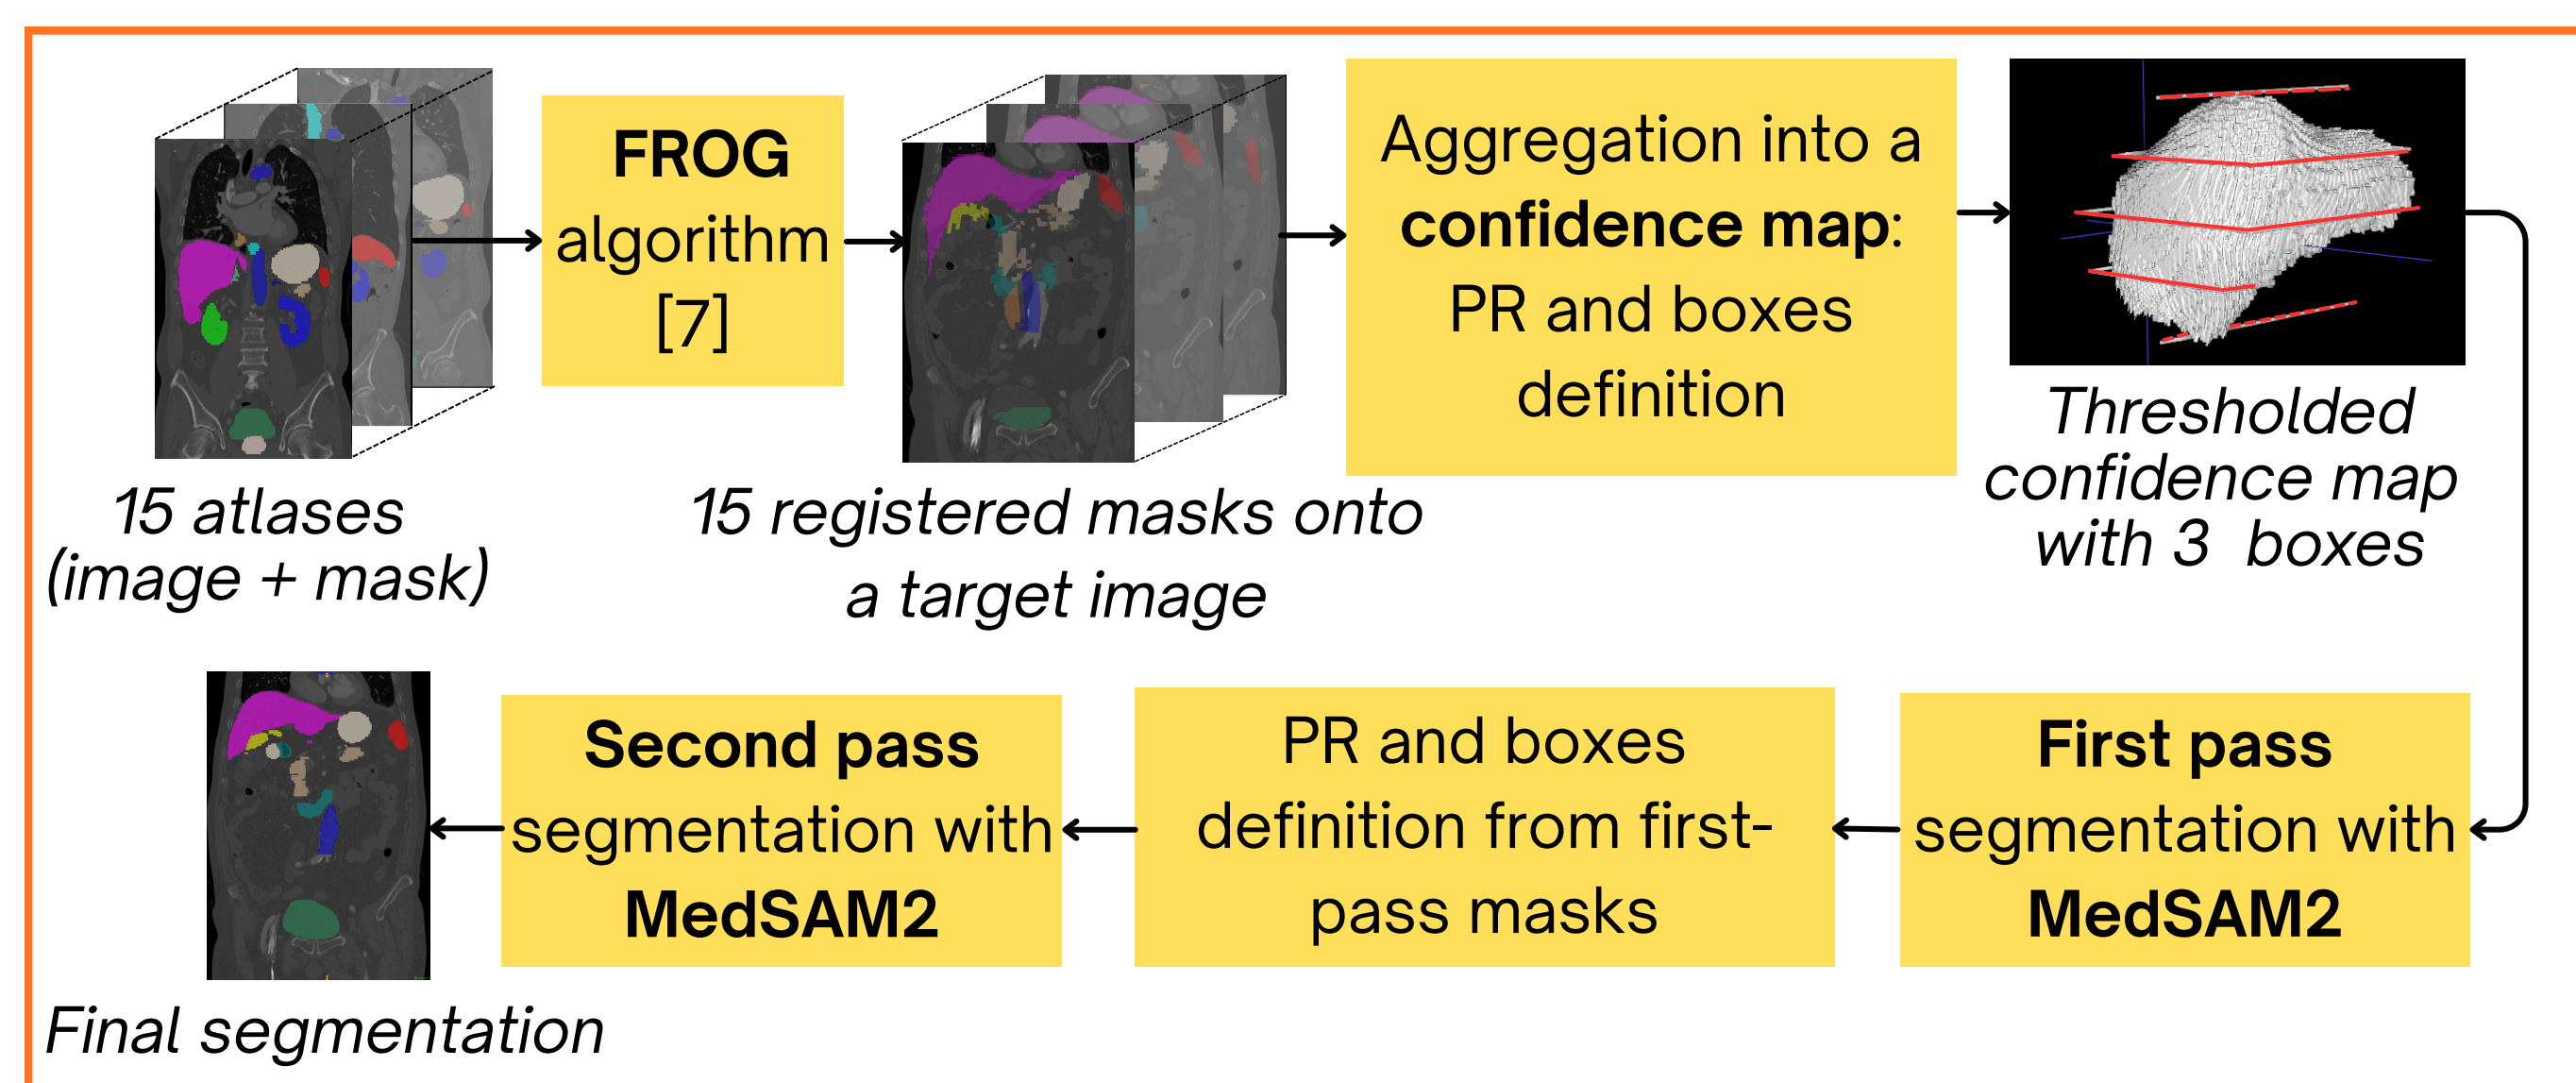 FROG
algorithm
[7]
Aggregation into a
confidence map:
PR and boxes
definition
15 atlases
(image + mask)
15 registered masks onto
a target image
Thresholded
confidence map
with 3 boxes
First pass
segmentation with
MedSAM2
PR and boxes
definition from first-
pass masks
Second pass
segmentation with
MedSAM2
Final segmentation